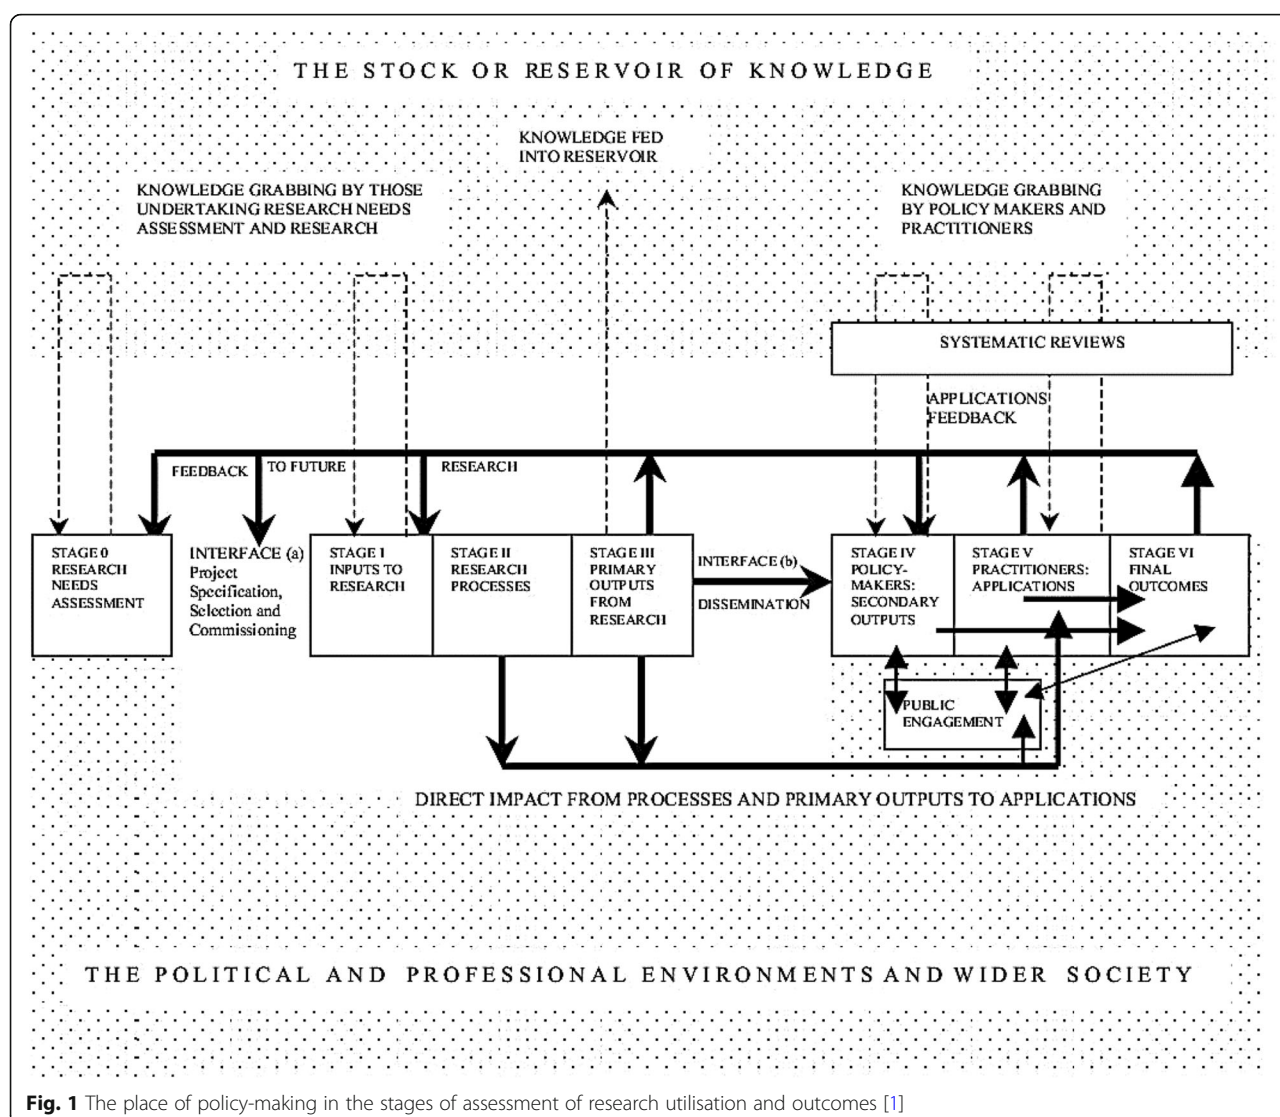 THE STOCK OR RESERVOIR OF KNOWLEDGE
KNOWLEDGE FED
INTO RESERVOIR
KNOWLEDGE GRABBING BY THOSE
UNDERTAKING RESEARCH NEEDS
ASSESSMENT AND RESEARCH
KNOWLEDGE GRABBING
BY POLICY MAKERS AND
PRACTITIONERS
SYSTEMATIC REVIEWS
APPLICATIONS
FEEDBACK
FEEDBACK
TO FUTURE
RESEARCH
STAGE 0
RESEARCH
NEEDS
ASSESSMENT
INTERFACE (a)
Project
Specification,
Selection and
Commissioning
STAGE I
INPUTS TO
RESEARCH
STAGE II
RESEARCH
PROCESSES
STAGE III
PRIMARY
OUTPUTS
FROM
RESEARCH
INTERFACE (b)
DISSEMINATION
STAGE IV
POLICY-
MAKERS:
SECONDARY
OUTPUTS
STAGE V
PRACTITIONERS:
APPLICATIONS
STAGE VI
FINAL
OUTCOMES
PUBLIC
ENGAGEMENT
DIRECT IMPACT FROM PROCESSES AND PRIMARY OUTPUTS TO APPLICATIONS
THE POLITICAL AND PROFESSIONAL ENVIRONMENTS AND WIDER SOCIETY
Fig. 1 The place of policy-making in the stages of assessment of research utilisation and outcomes [1]